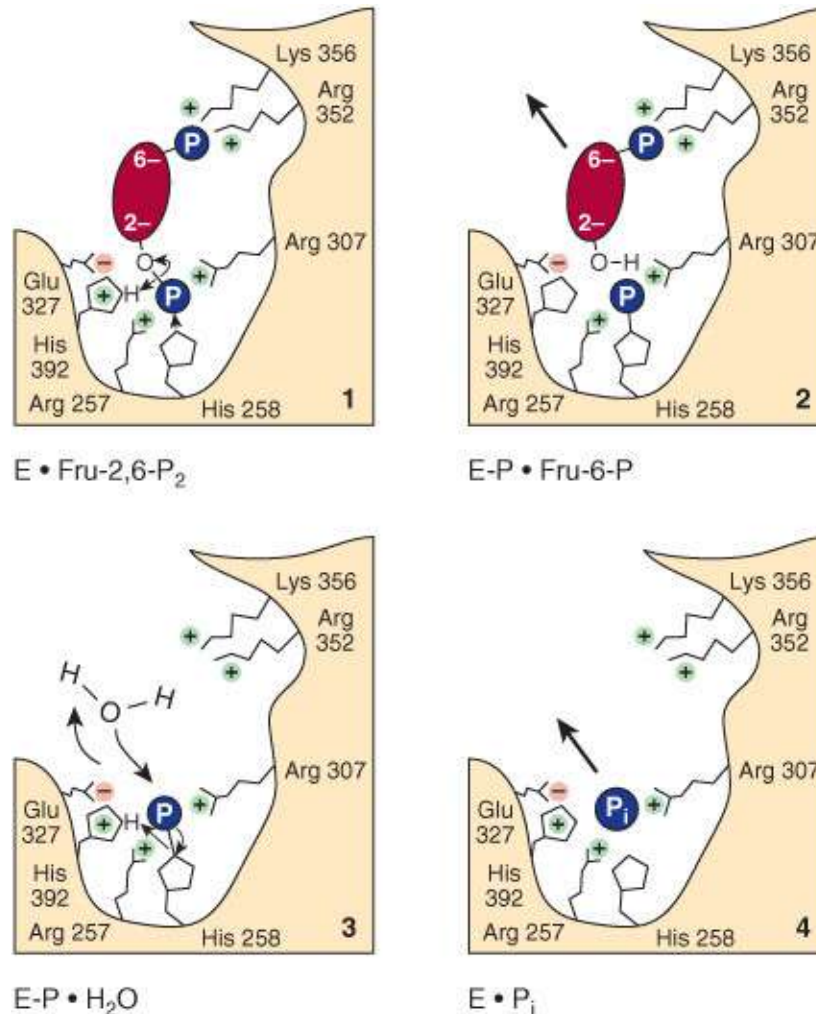 Lys 356
Arg
352
+
P
+
6–
2–
O
Arg 307
–
+
Glu
327
+
H
P
+
His
392
Arg 257
His 258
1
E • Fru-2,6-P₂
Lys 356
Arg
352
+
P
+
6–
2–
O–H
Arg 307
–
+
Glu
327
P
+
His
392
Arg 257
His 258
2
E-P • Fru-6-P
Lys 356
Arg
352
+
+
H
H
O
Arg 307
–
P
+
Glu
327
+
H
+
His
392
Arg 257
His 258
3
E-P • H₂O
Lys 356
Arg
352
+
+
Arg 307
–
Pᵢ
+
Glu
327
+
+
His
392
Arg 257
His 258
4
E • Pᵢ